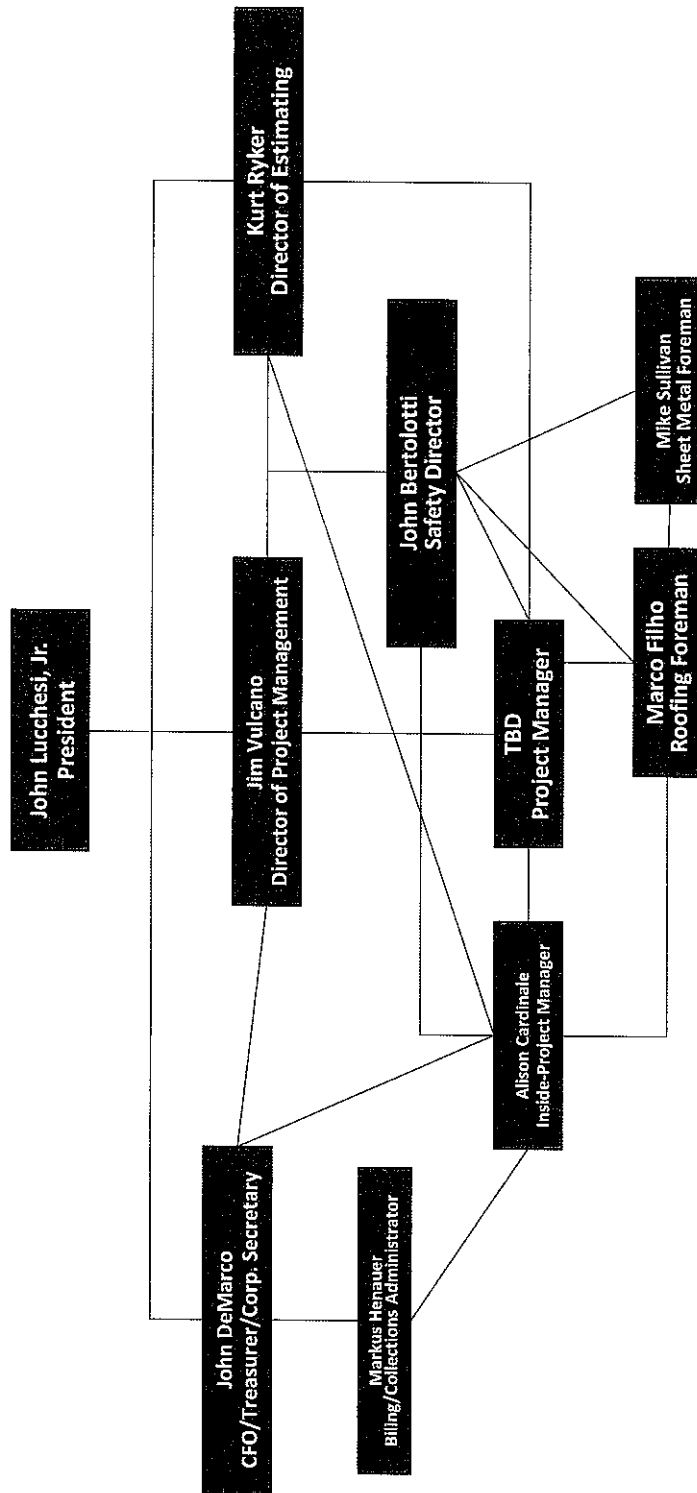 John Lucchesi, Jr.
President
John DeMarco
CFO/Treasurer/Corp. Secretary
Jim Vulcano
Director of Project Management
Kurt Ryker
Director of Estimating
Markus Henauer
Biling/Collections Administrator
John Bertolotti
Safety Director
Alison Cardinale
Inside-Project Manager
TBD
Project Manager
Marco Filho
Roofing Foreman
Mike Sullivan
Sheet Metal Foreman